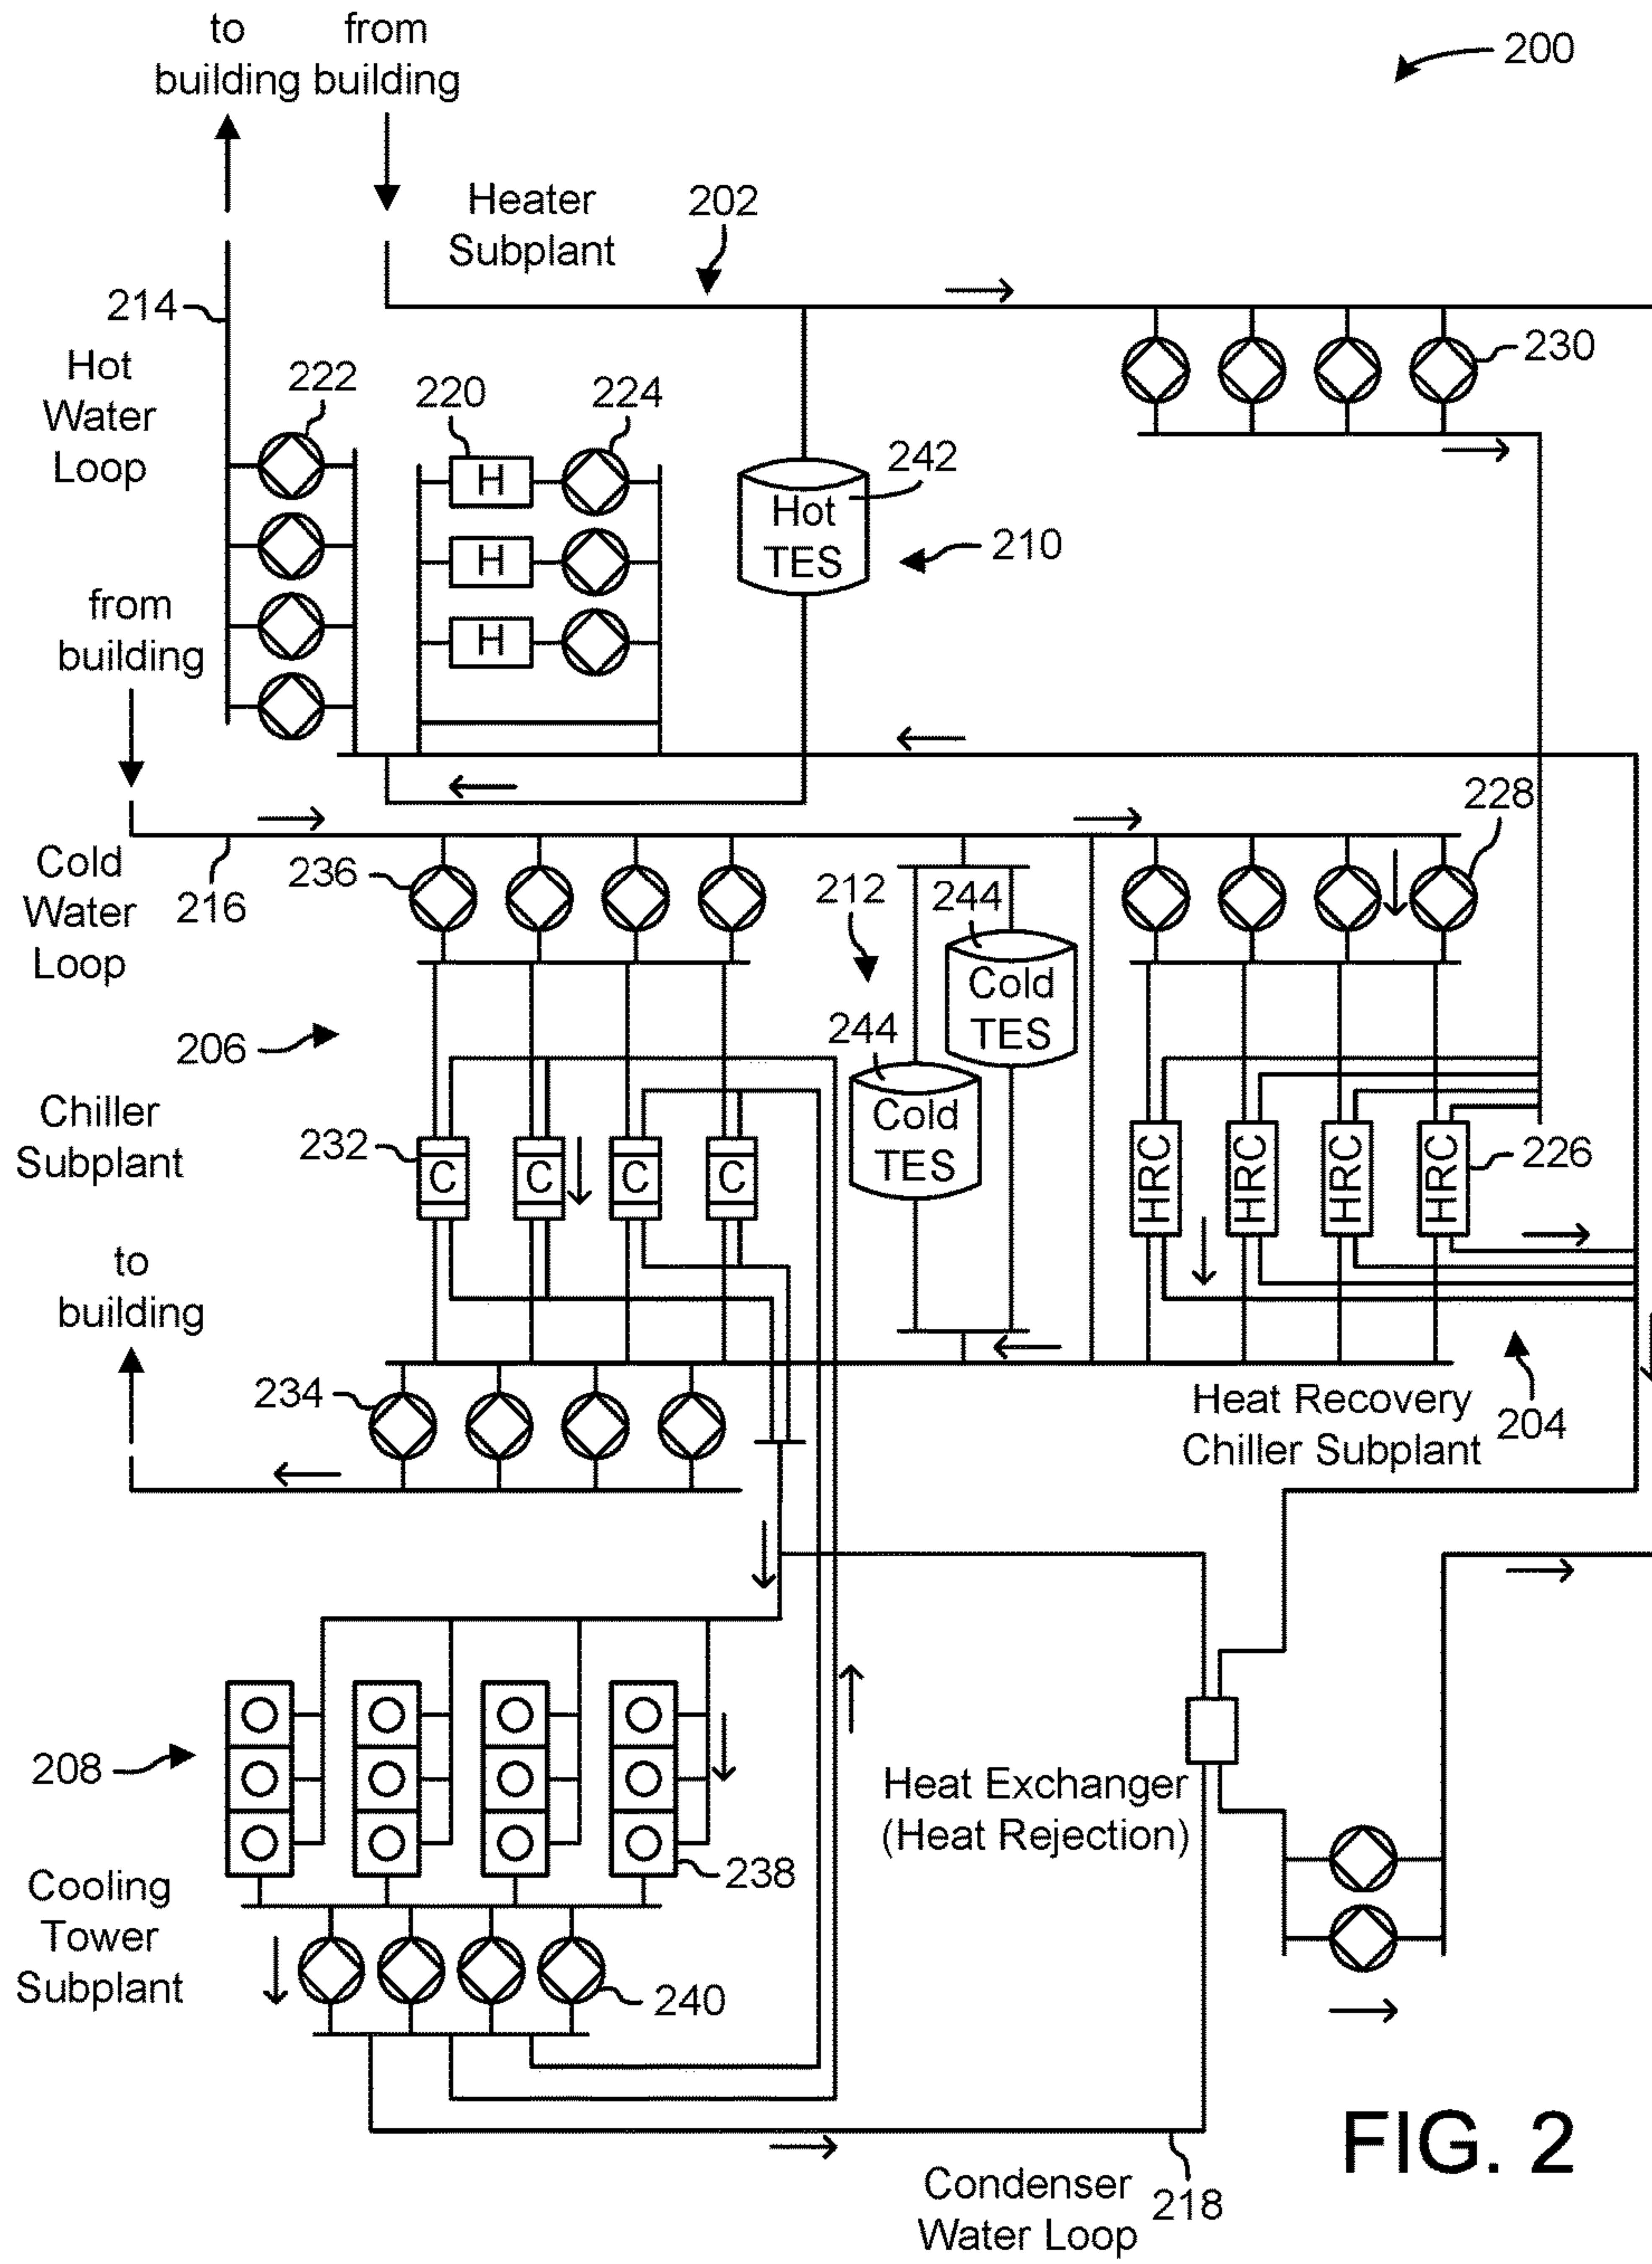 to from
building building
200
Heater
Subplant
202
214
Hot
Water
Loop
222
220
224
230
H
H
H
242
Hot
TES
210
from
building
228
Cold
Water
Loop
216
236
212
244
Cold
TES
244
Cold
TES
206
Chiller
Subplant
232
C
C
C
C
HRC
HRC
HRC
HRC
226
to
building
234
Heat Recovery
Chiller Subplant
204
208
Heat Exchanger
(Heat Rejection)
238
Cooling
Tower
Subplant
240
Condenser
Water Loop
218
FIG. 2